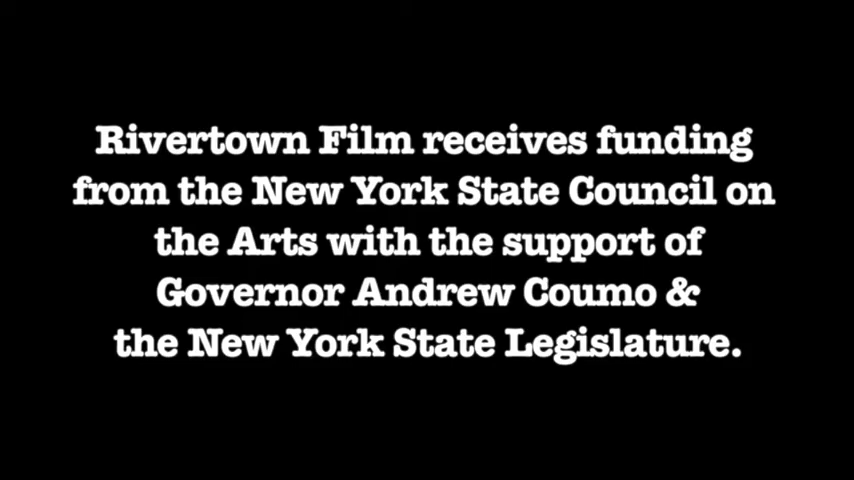 Rivertown Film receives funding
from the New York State Council on
the Arts with the support of
Governor Andrew Coumo &
the New York State Legislature.